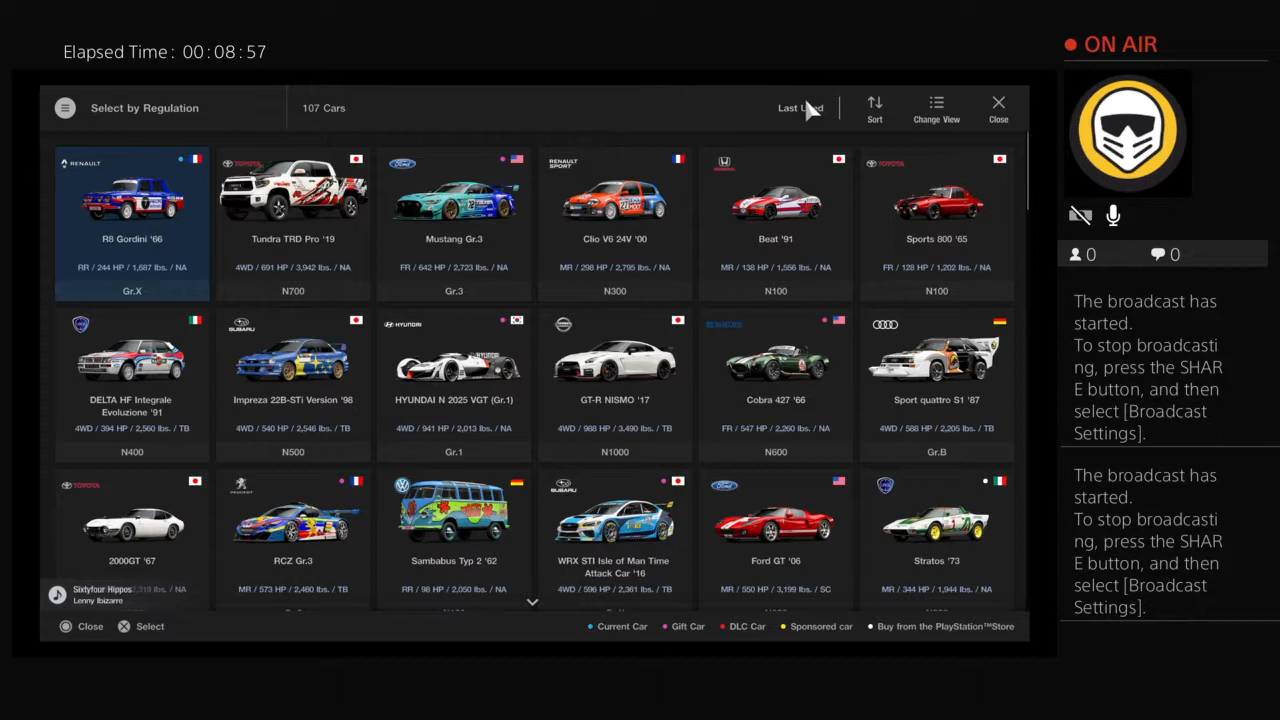 Elapsed Time: 00:08:57
ON AIR
Select by Regulation
107 Cars
Last Used
Sort
Change View
Close
RENAULT
TOYOTA
Ford
RENAULT SPORT
HONDA
TOYOTA
R8 Gordini '66
Tundra TRD Pro '19
Mustang Gr.3
Clio V6 24V '00
Beat '91
Sports 800 '65
RR / 244 HP / 1,687 lbs. / NA
4WD / 691 HP / 3,942 lbs. / NA
FR / 642 HP / 2,723 lbs. / NA
MR / 298 HP / 2,795 lbs. / NA
MR / 138 HP / 1,556 lbs. / NA
FR / 128 HP / 1,202 lbs. / NA
Gr.X
N700
Gr.3
N300
N100
N100
SUBARU
HYUNDAI
DELTA HF Integrale
Evoluzione '91
Impreza 22B-STi Version '98
HYUNDAI N 2025 VGT (Gr.1)
GT-R NISMO '17
Cobra 427 '66
Sport quattro S1 '87
4WD / 394 HP / 2,560 lbs. / TB
4WD / 540 HP / 2,546 lbs. / TB
4WD / 941 HP / 2,013 lbs. / NA
4WD / 988 HP / 3,490 lbs. / TB
FR / 547 HP / 2,260 lbs. / NA
4WD / 588 HP / 2,205 lbs. / TB
N400
N500
Gr.1
N1000
N600
Gr.B
TOYOTA
PEUGEOT
SUBARU
Ford
2000GT '67
RCZ Gr.3
Sambabus Typ 2 '62
WRX STI Isle of Man Time
Attack Car '16
Ford GT '06
Stratos '73
lbs. / NA
MR / 573 HP / 2,460 lbs. / TB
RR / 98 HP / 2,050 lbs. / NA
4WD / 596 HP / 2,361 lbs. / TB
MR / 550 HP / 3,199 lbs. / SC
MR / 344 HP / 1,944 lbs. / NA
Sixtyfour Hippos
Lenny Ibizarre
Close
Select
Current Car
Gift Car
DLC Car
Sponsored car
Buy from the PlayStation™Store
0
0
The broadcast has
started.
To stop broadcasti
ng, press the SHAR
E button, and then
select [Broadcast
Settings].
The broadcast has
started.
To stop broadcasti
ng, press the SHAR
E button, and then
select [Broadcast
Settings].